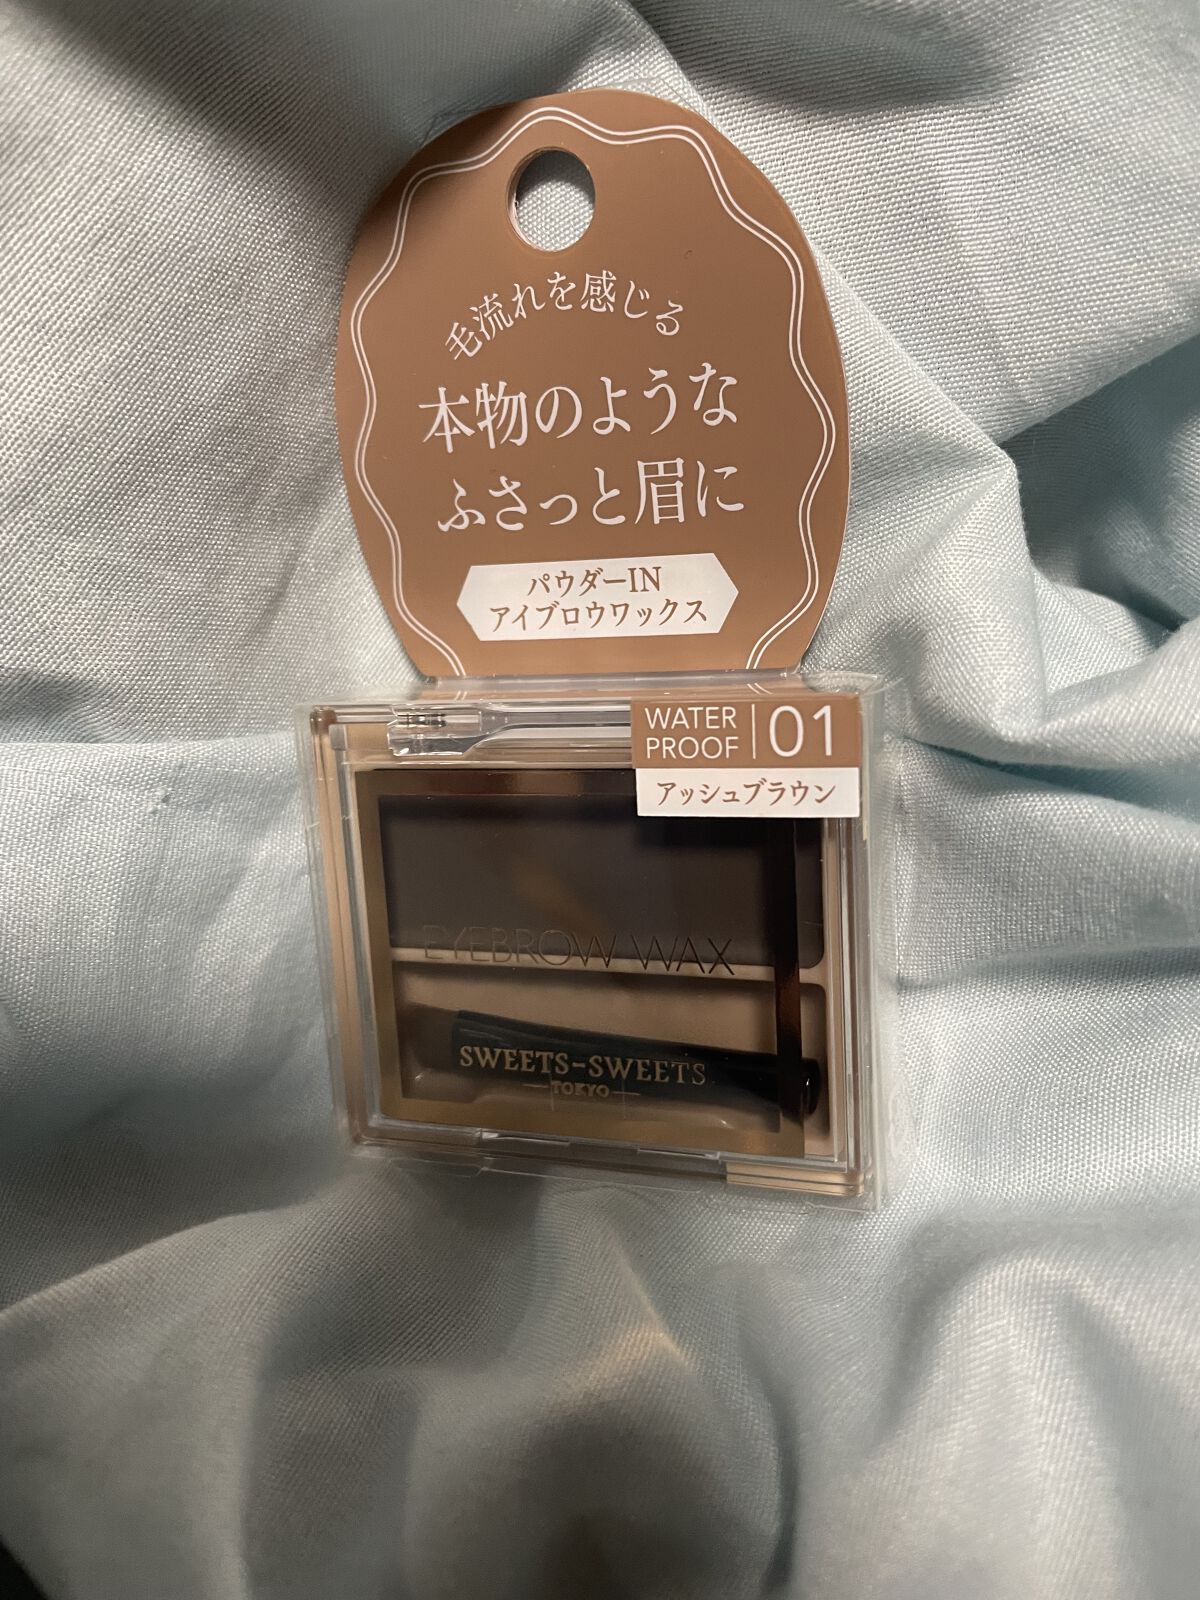 毛流れを感じる
本物のような
ふさっと眉に
パウダーIN
アイブロウワックス
WATER PROOF | 01
アッシュブラウン
EYEBROW WAX
SWEETS-SWEETS
TOKYO